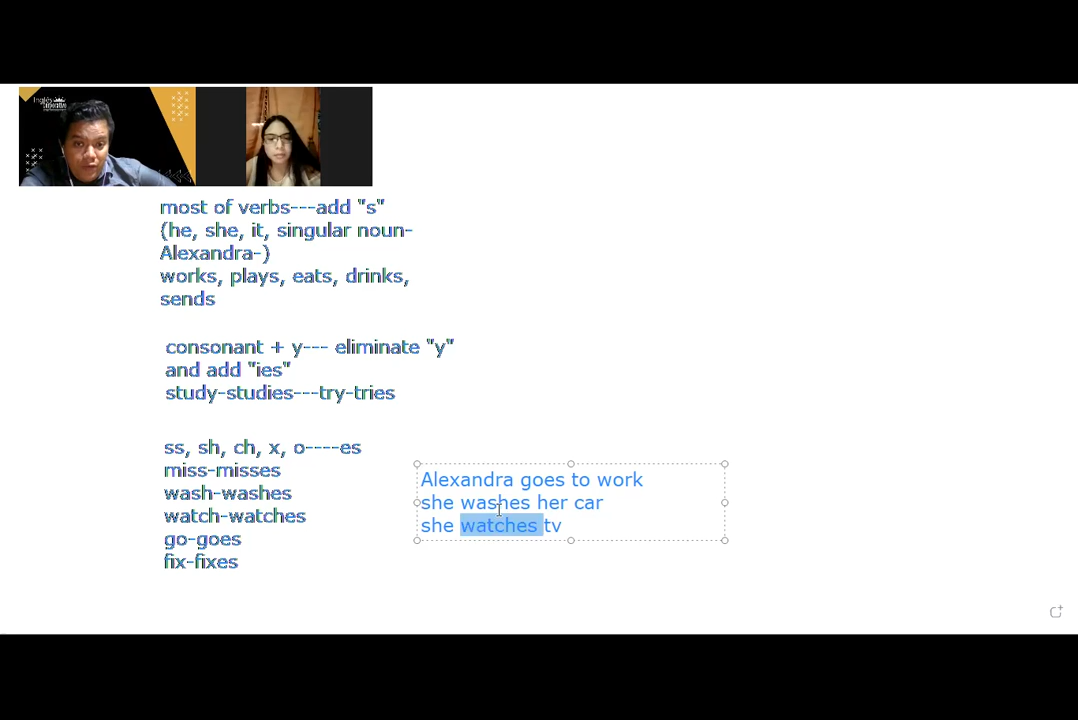 Inglés
most of verbs---add "s"
(he, she, it, singular noun-
Alexandra-)
works, plays, eats, drinks,
sends
consonant + y--- eliminate "y"
and add "ies"
study-studies---try-tries
ss, sh, ch, x, o----es
miss-misses
wash-washes
watch-watches
go-goes
fix-fixes
Alexandra goes to work
she washes her car
she watches tv